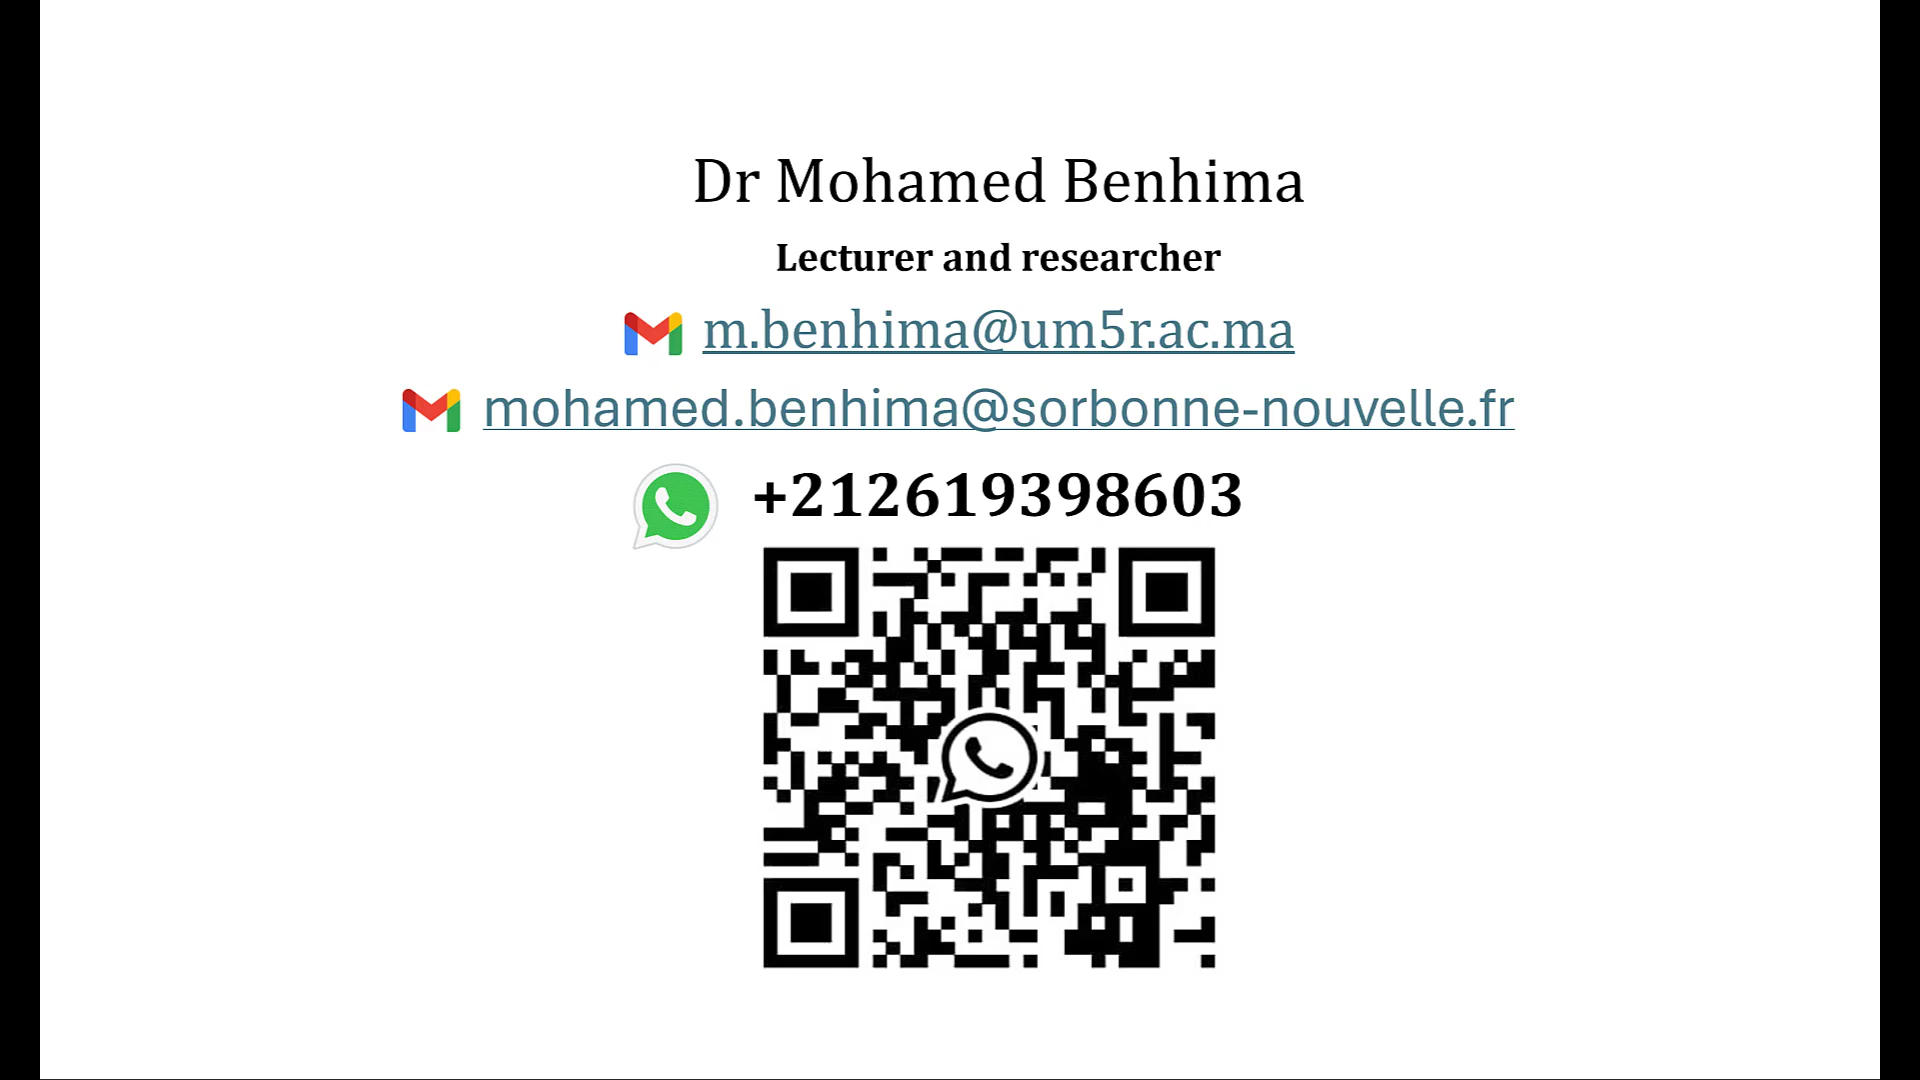 Dr Mohamed Benhima
Lecturer and researcher
m.benhima@um5r.ac.ma
mohamed.benhima@sorbonne-nouvelle.fr
+212619398603